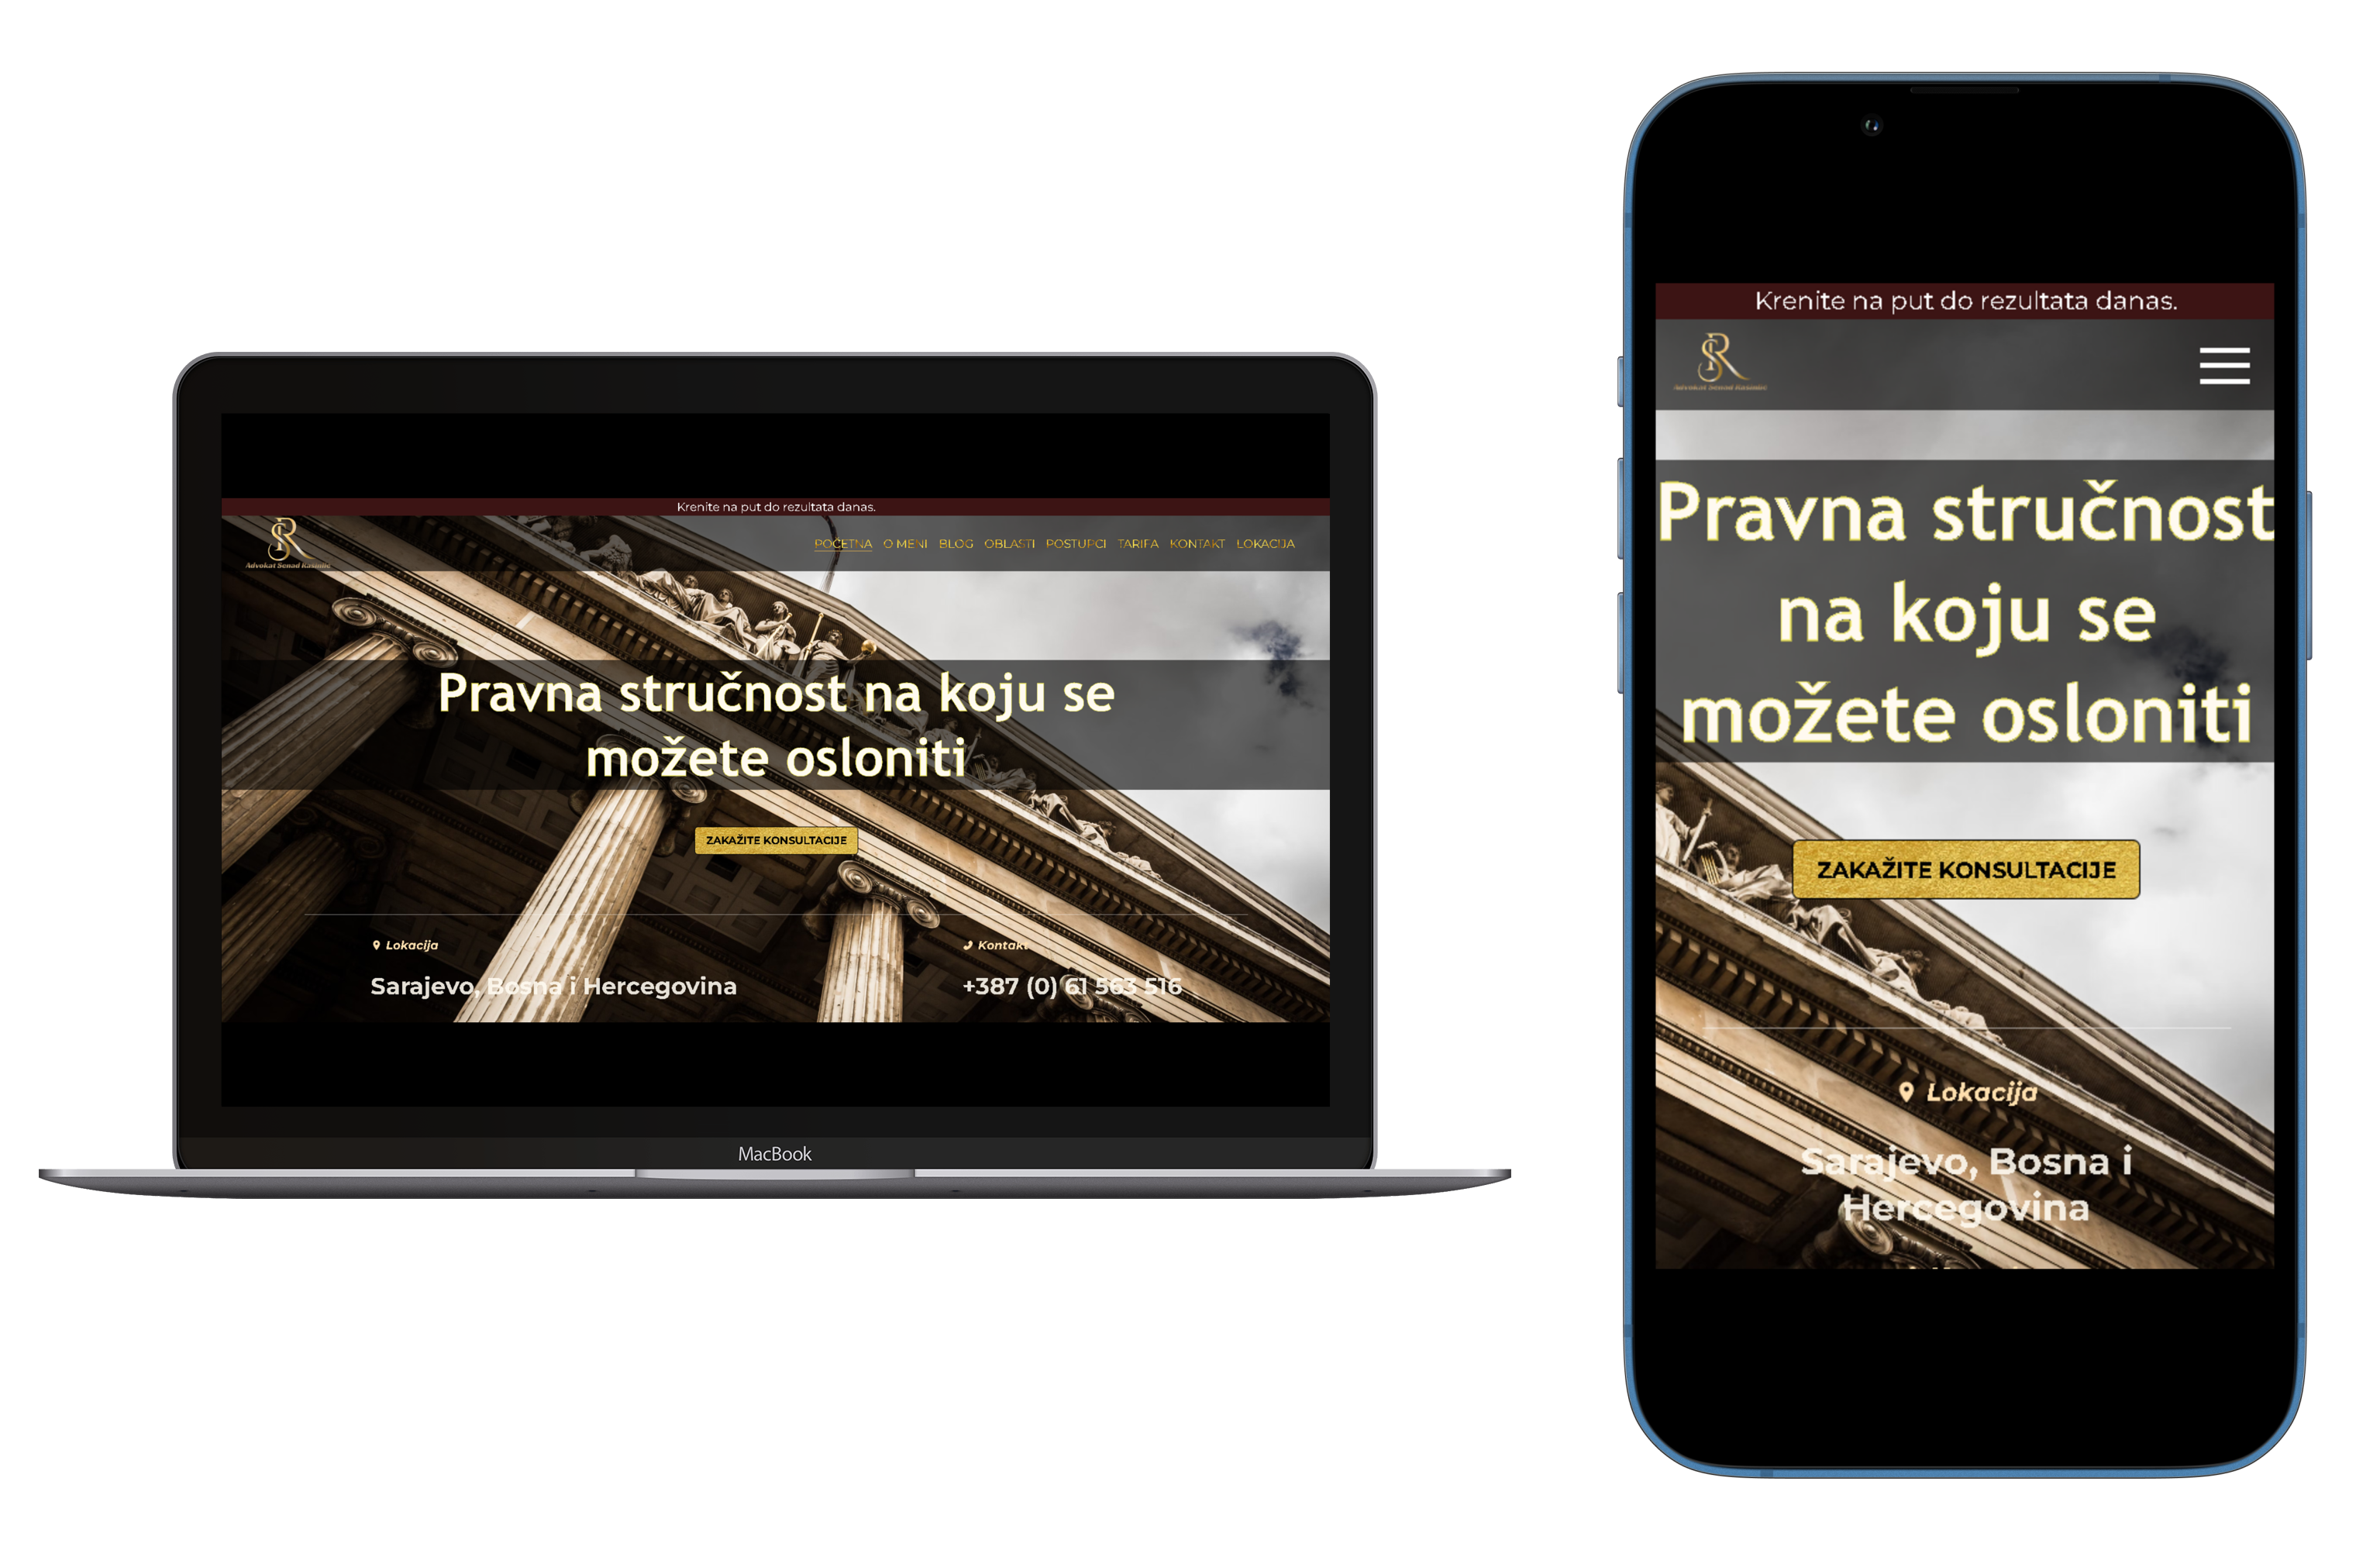 Krenite na put do rezultata danas.
SR
Advokat Senad
POČETNA O MENI BLOG OBLASTI POSTUPCI TARIFA KONTAKT LOKACIJA
Pravna stručnost na koju se
možete osloniti
ZAKAŽITE KONSULTACIJE
Lokacija
Sarajevo, Bosna i Hercegovina
Kontakt
+387 (0) 61 563 516
MacBook
Krenite na put do rezultata danas.
SR
Advokat Senad
Pravna stručnost
na koju se
možete osloniti
ZAKAŽITE KONSULTACIJE
Lokacija
Sarajevo, Bosna i
Hercegovina